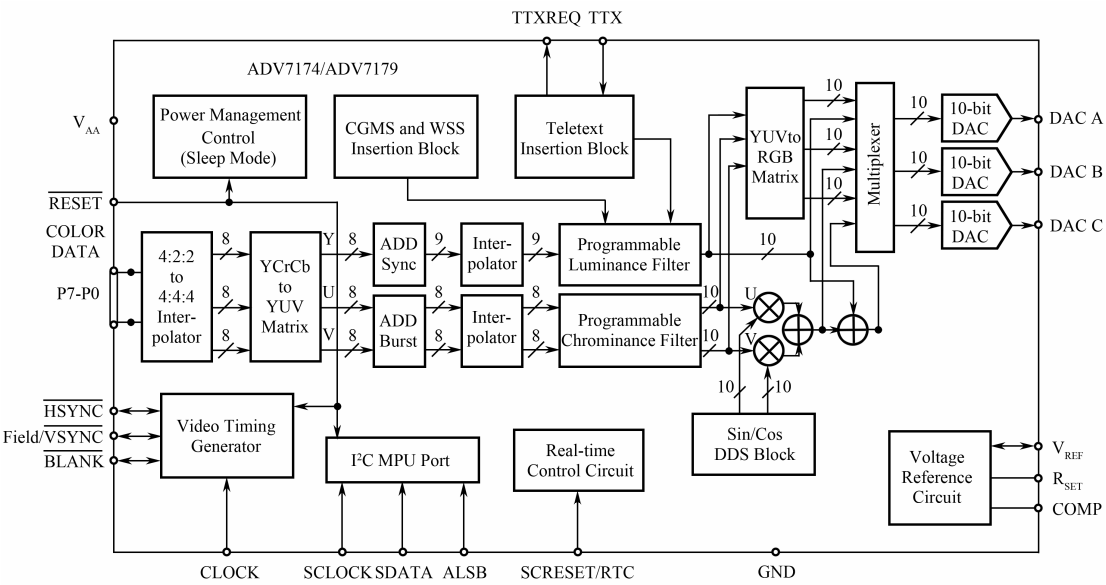 TTXREQ TTX
ADV7174/ADV7179
V_AA
Power Management
Control
(Sleep Mode)
CGMS and WSS
Insertion Block
Teletext
Insertion Block
YUVto
RGB
Matrix
10
10
10
Multiplexer
10
10
10
10-bit
DAC
10-bit
DAC
10-bit
DAC
DAC A
DAC B
DAC C
RESET
COLOR
DATA
P7-P0
4:2:2
to
4:4:4
Inter-
polator
8
8
8
YCrCb
to
YUV
Matrix
Y
U
V
8
8
8
ADD
Sync
ADD
Burst
9
8
8
Inter-
polator
Inter-
polator
9
8
8
Programmable
Luminance Filter
Programmable
Chrominance Filter
10
10
10
U
V
10
10
Sin/Cos
DDS Block
HSYNC
Field/VSYNC
BLANK
Video Timing
Generator
I²C MPU Port
Real-time
Control Circuit
Voltage
Reference
Circuit
V_REF
R_SET
COMP
CLOCK
SCLOCK SDATA ALSB
SCRESET/RTC
GND